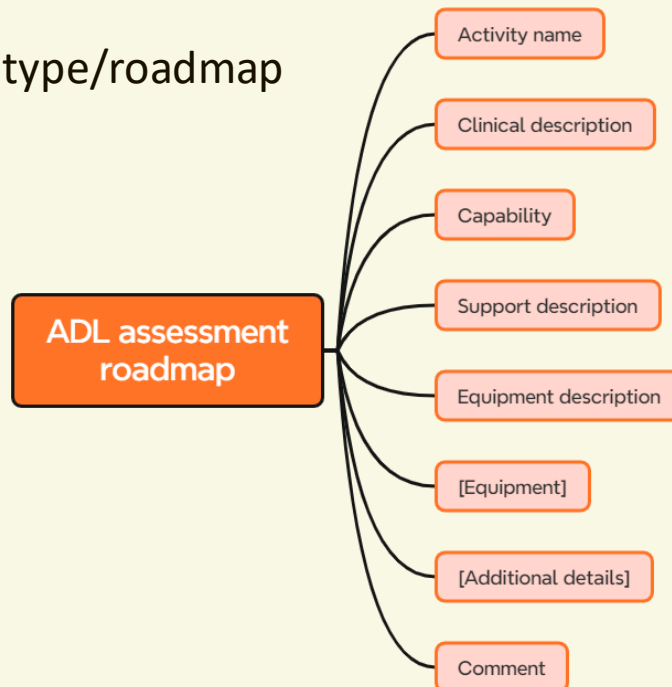 type/roadmap
Activity name
Clinical description
Capability
Support description
ADL assessment
roadmap
Equipment description
[Equipment]
[Additional details]
Comment